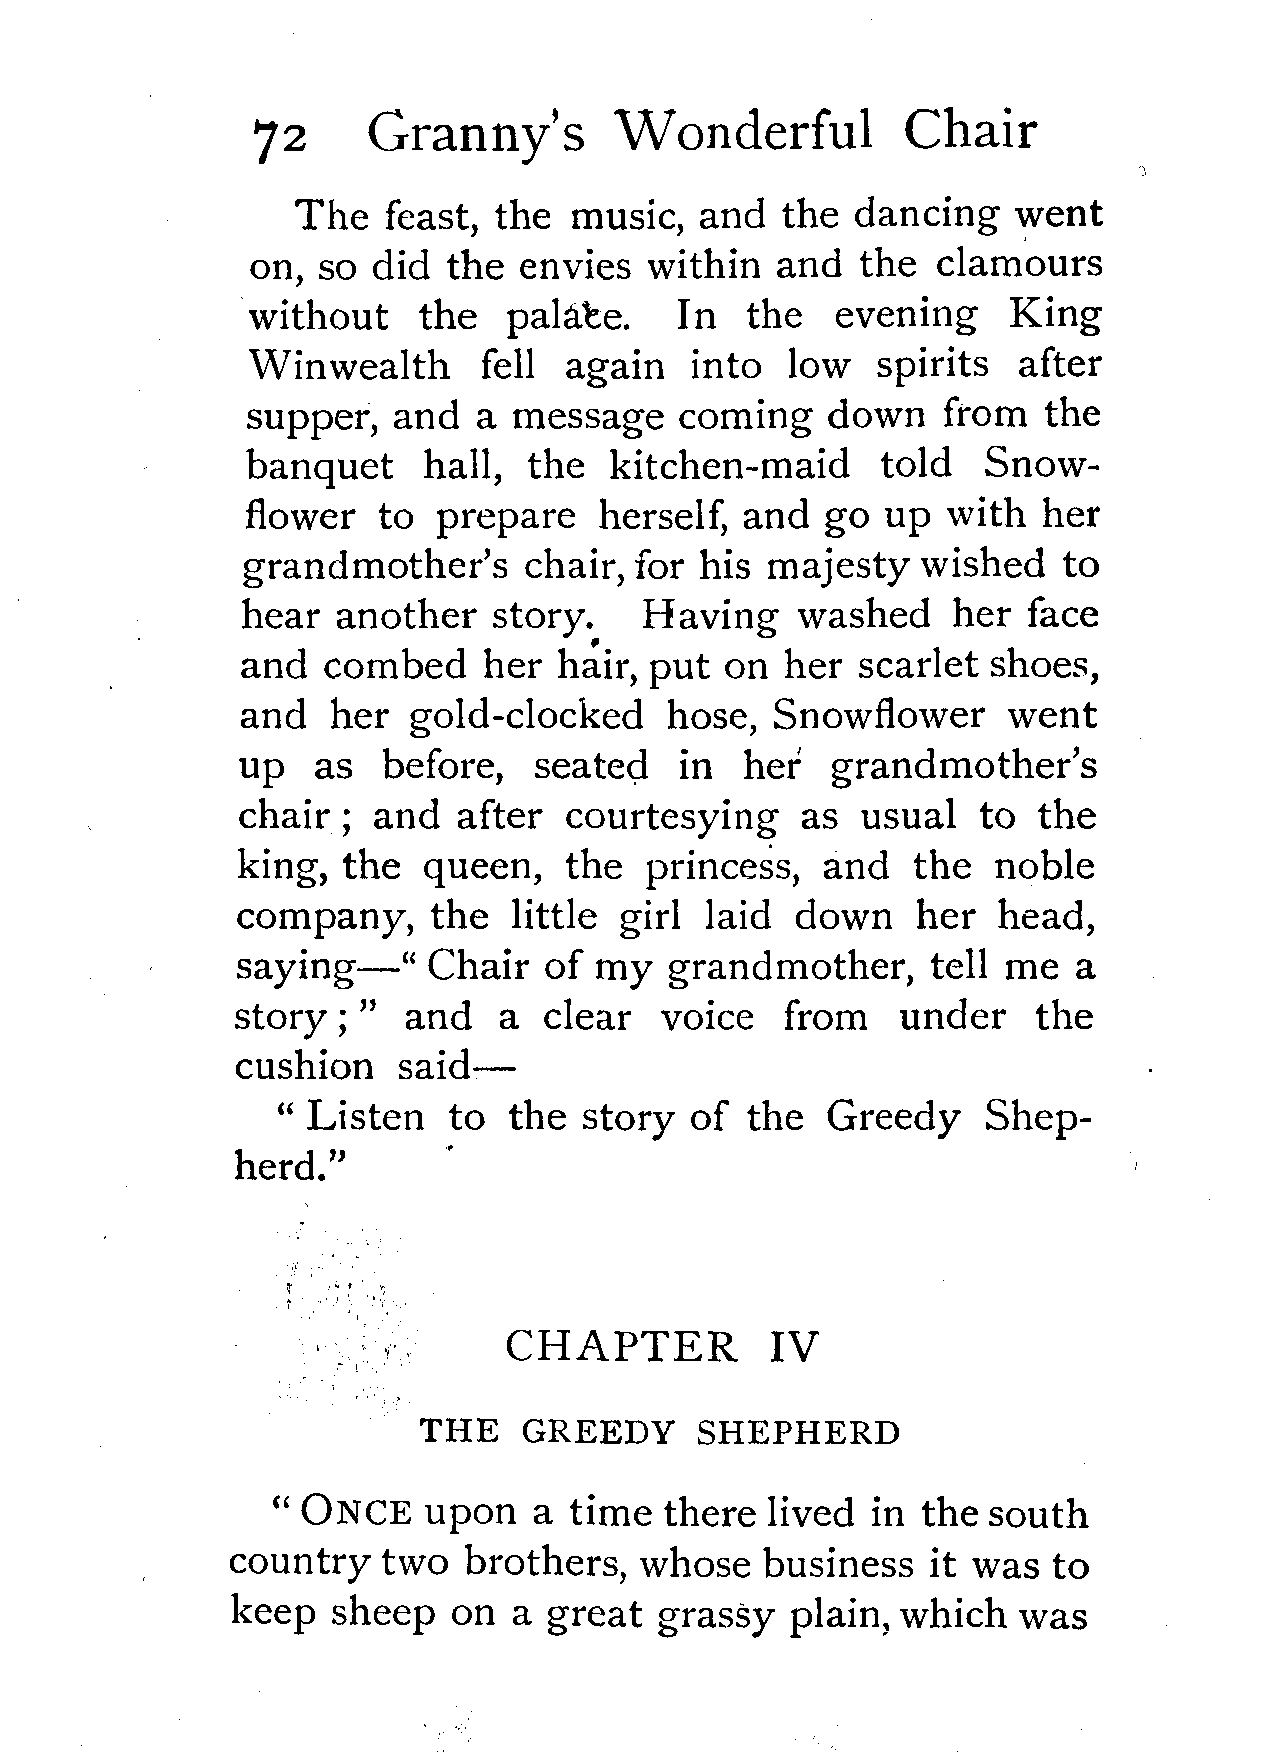 72 Granny's Wonderful Chair
The feast, the music, and the dancing went
on, so did the envies within and the clamours
without the palace. In the evening King
Winwealth fell again into low spirits after
supper, and a message coming down from the
banquet hall, the kitchen-maid told Snow-
flower to prepare herself, and go up with her
grandmother's chair, for his majesty wished to
hear another story. Having washed her face
and combed her hair, put on her scarlet shoes,
and her gold-clocked hose, Snowflower went
up as before, seated in her grandmother's
chair ; and after courtesying as usual to the
king, the queen, the princess, and the noble
company, the little girl laid down her head,
saying—“ Chair of my grandmother, tell me a
story ; ” and a clear voice from under the
cushion said—
“ Listen to the story of the Greedy Shep-
herd.”
CHAPTER IV
THE GREEDY SHEPHERD
“ ONCE upon a time there lived in the south
country two brothers, whose business it was to
keep sheep on a great grassy plain, which was